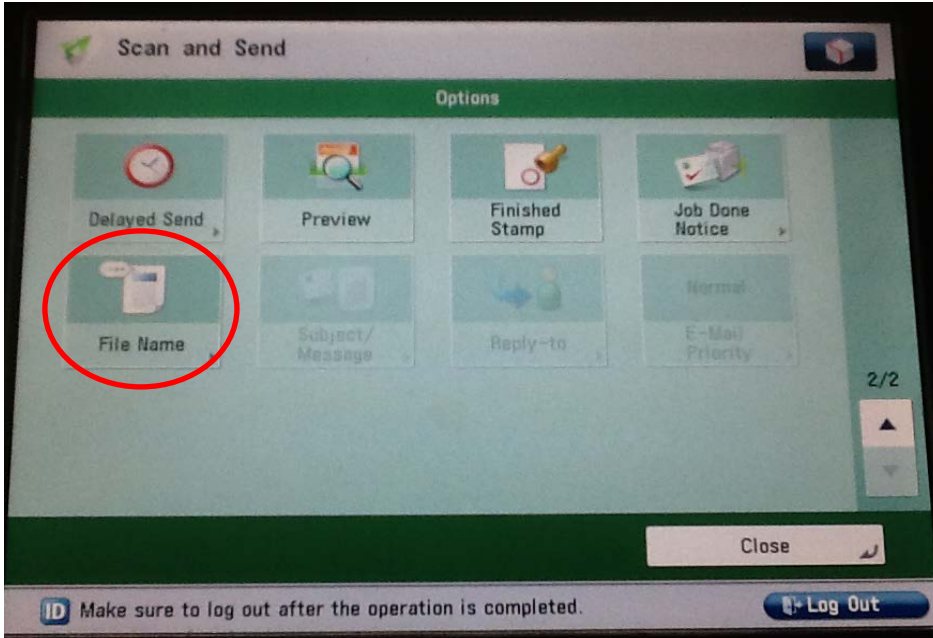 Scan and Send
Options
Delayed Send
Preview
Finished
Stamp
Job Done
Notice
File Name
Subject/
Message
Reply-to
Normal
E-Mail
Priority
2/2
Close
ID Make sure to log out after the operation is completed.
Log Out